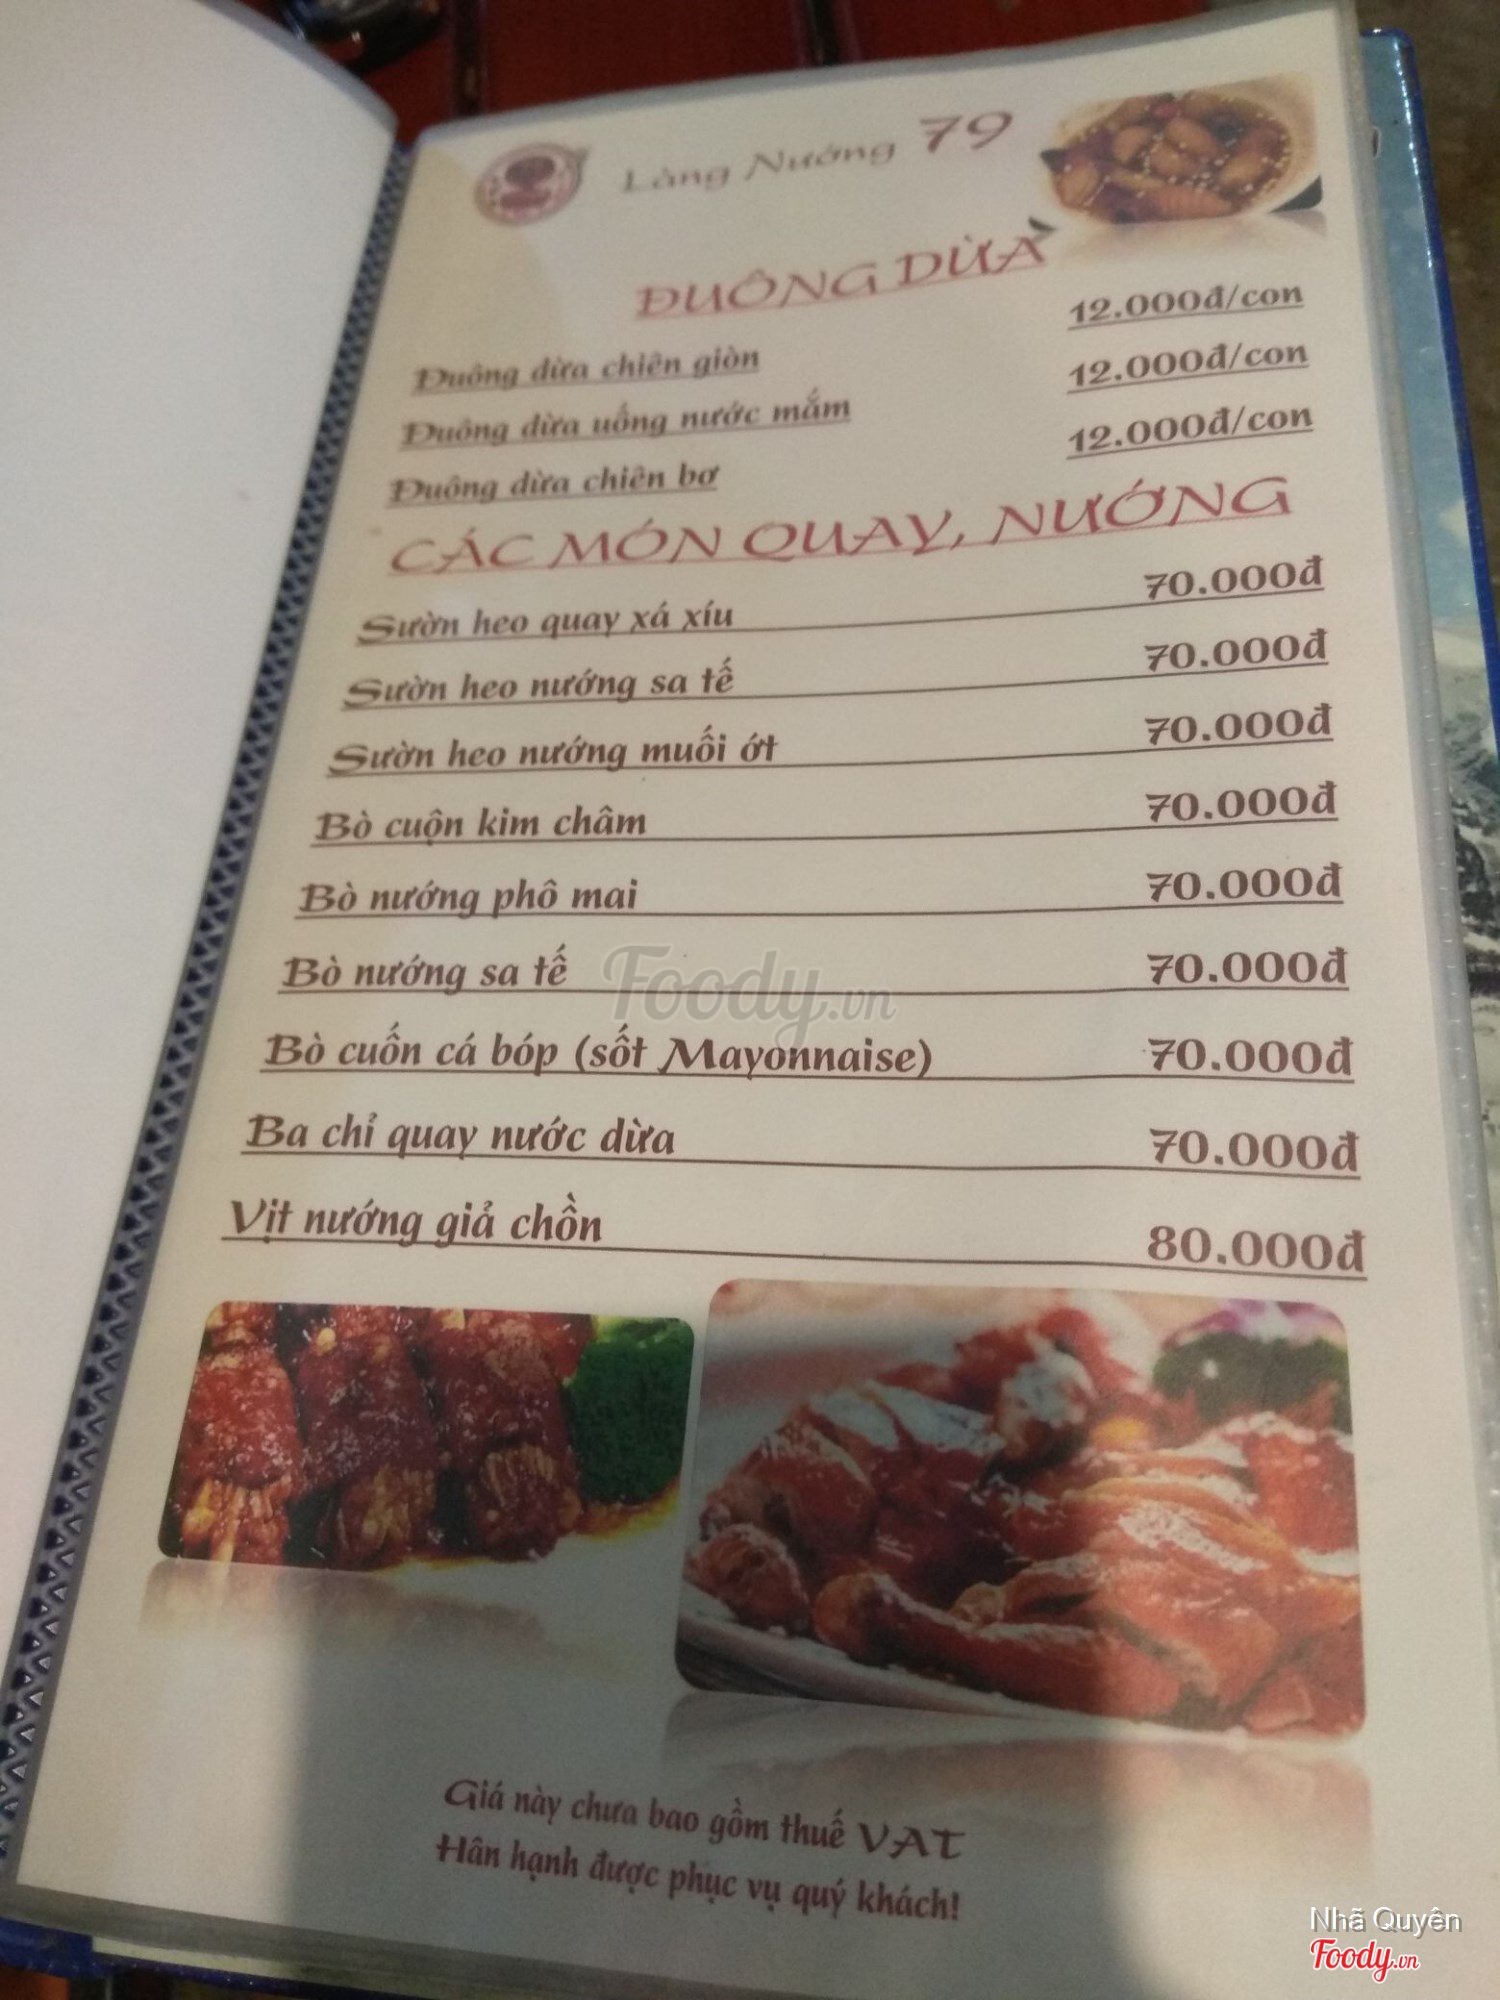 Làng Nướng 79
ĐUÔNG DỪA
Đuông dừa chiên giòn 12.000đ/con
Đuông dừa uống nước mắm 12.000đ/con
Đuông dừa chiên bơ 12.000đ/con
CÁC MÓN QUAY, NƯỚNG
Sườn heo quay xá xíu 70.000đ
Sườn heo nướng sa tế 70.000đ
Sườn heo nướng muối ớt 70.000đ
Bò cuộn kim châm 70.000đ
Bò nướng phô mai 70.000đ
Bò nướng sa tế 70.000đ
Foody.vn
Bò cuốn cá bóp (sốt Mayonnaise) 70.000đ
Ba chỉ quay nước dừa 70.000đ
Vịt nướng giả chồn 80.000đ
Giá này chưa bao gồm thuế VAT
Hân hạnh được phục vụ quý khách!
Nhã Quyên
Foody.vn